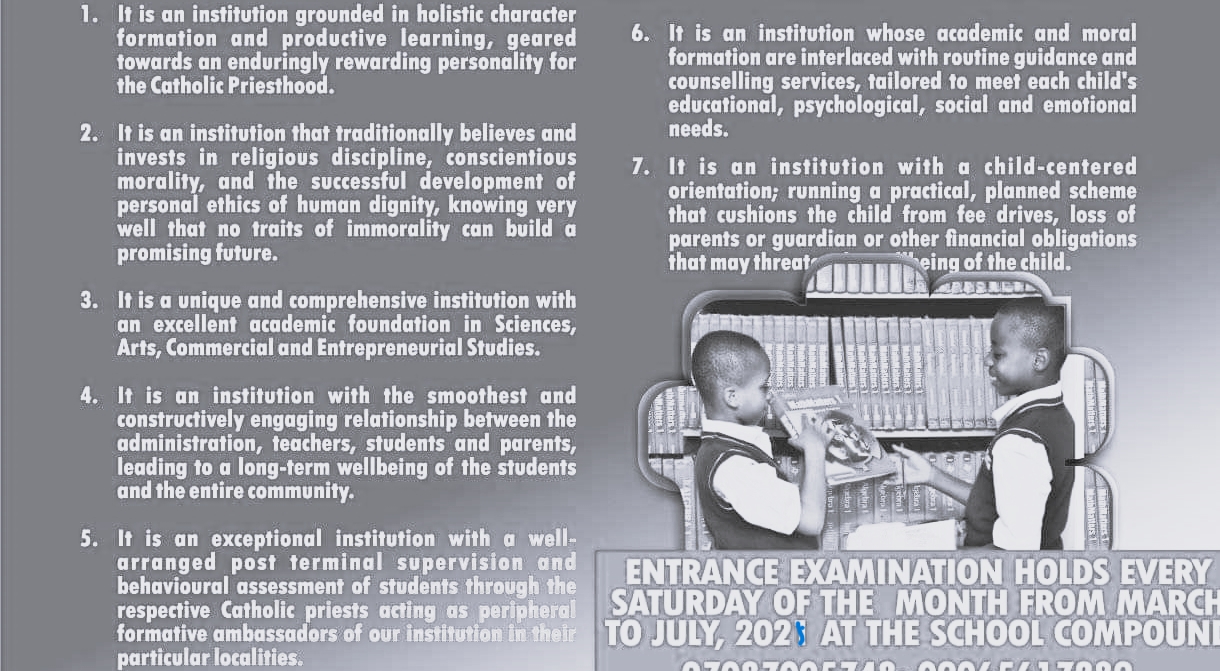 1. It is an institution grounded in holistic character
formation and productive learning, geared
towards an enduringly rewarding personality for
the Catholic Priesthood.
2. It is an institution that traditionally believes and
invests in religious discipline, conscientious
morality, and the successful development of
personal ethics of human dignity, knowing very
well that no traits of immorality can build a
promising future.
3. It is a unique and comprehensive institution with
an excellent academic foundation in Sciences,
Arts, Commercial and Entrepreneurial Studies.
4. It is an institution with the smoothest and
constructively engaging relationship between the
administration, teachers, students and parents,
leading to a long-term wellbeing of the students
and the entire community.
5. It is an exceptional institution with a well-
arranged post terminal supervision and
behavioural assessment of students through the
respective Catholic priests acting as peripheral
formative ambassadors of our institution in their
particular localities.
6. It is an institution whose academic and moral
formation are interlaced with routine guidance and
counselling services, tailored to meet each child's
educational, psychological, social and emotional
needs.
7. It is an institution with a child-centered
orientation; running a practical, planned scheme
that cushions the child from fee drives, loss of
parents or guardian or other financial obligations
that may of the child.
ENTRANCE EXAMINATION HOLDS EVERY
SATURDAY OF THE MONTH FROM MARCH
TO JULY, AT THE SCHOOL COMPOUN